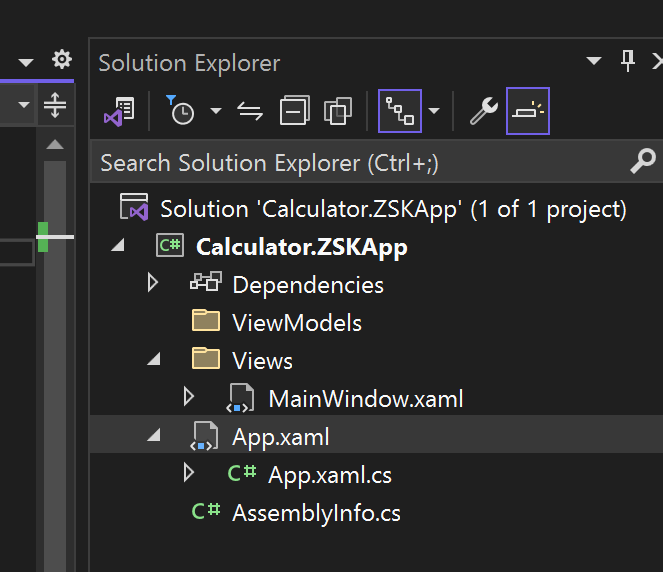 Solution Explorer
Search Solution Explorer (Ctrl+;)
Solution 'Calculator.ZSKApp' (1 of 1 project)
C# Calculator.ZSKApp
Dependencies
ViewModels
Views
MainWindow.xaml
App.xaml
C# App.xaml.cs
C# AssemblyInfo.cs